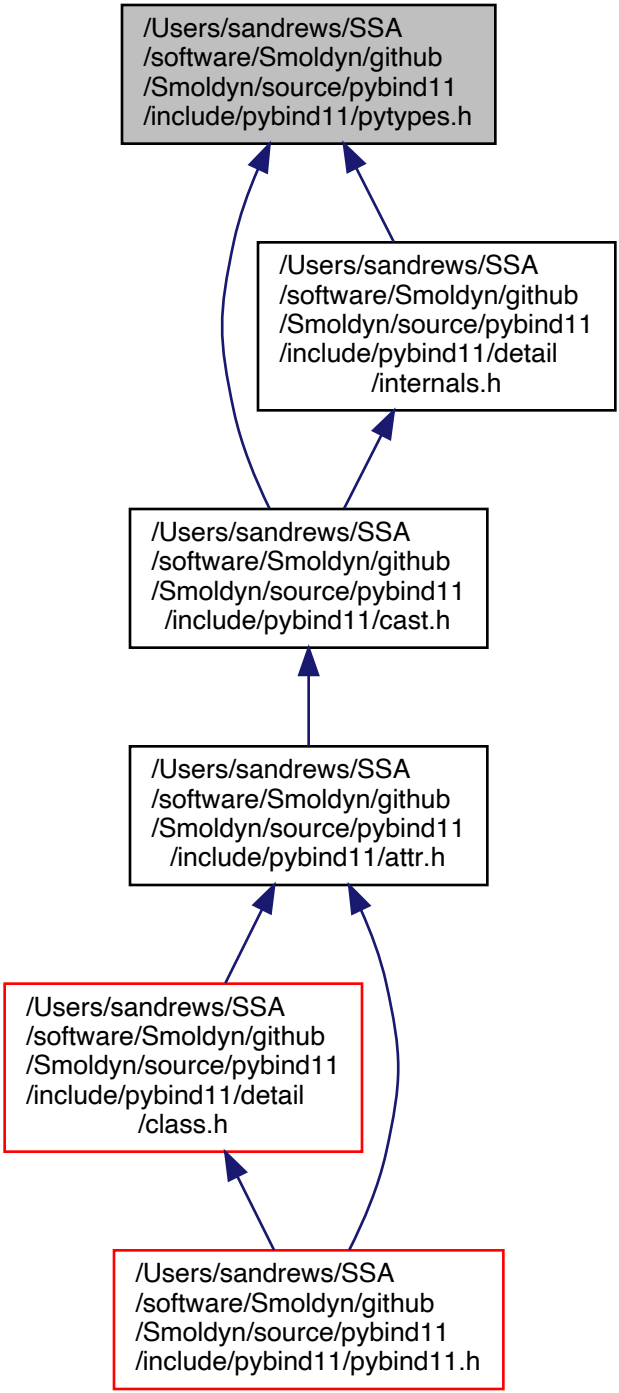 /Users/sandrews/SSA
/software/Smoldyn/github
/Smoldyn/source/pybind11
/include/pybind11/pytypes.h
/Users/sandrews/SSA
/software/Smoldyn/github
/Smoldyn/source/pybind11
/include/pybind11/detail
/internals.h
/Users/sandrews/SSA
/software/Smoldyn/github
/Smoldyn/source/pybind11
/include/pybind11/cast.h
/Users/sandrews/SSA
/software/Smoldyn/github
/Smoldyn/source/pybind11
/include/pybind11/attr.h
/Users/sandrews/SSA
/software/Smoldyn/github
/Smoldyn/source/pybind11
/include/pybind11/detail
/class.h
/Users/sandrews/SSA
/software/Smoldyn/github
/Smoldyn/source/pybind11
/include/pybind11/pybind11.h